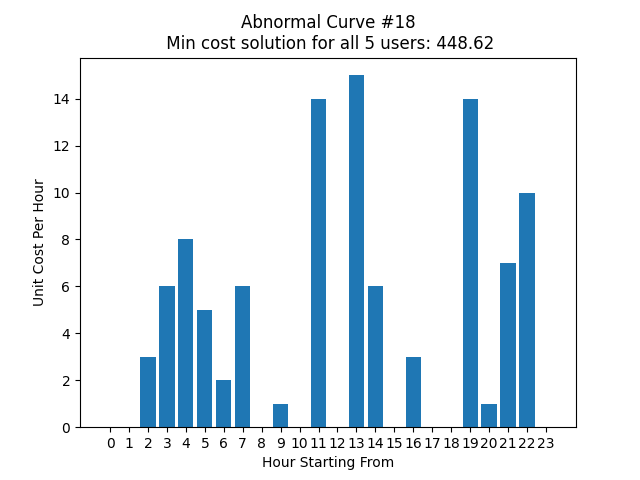 Abnormal Curve #18
Min cost solution for all 5 users: 448.62
Unit Cost Per Hour
14
12
10
8
6
4
2
0
0 1 2 3 4 5 6 7 8 9 10 11 12 13 14 15 16 17 18 19 20 21 22 23
Hour Starting From